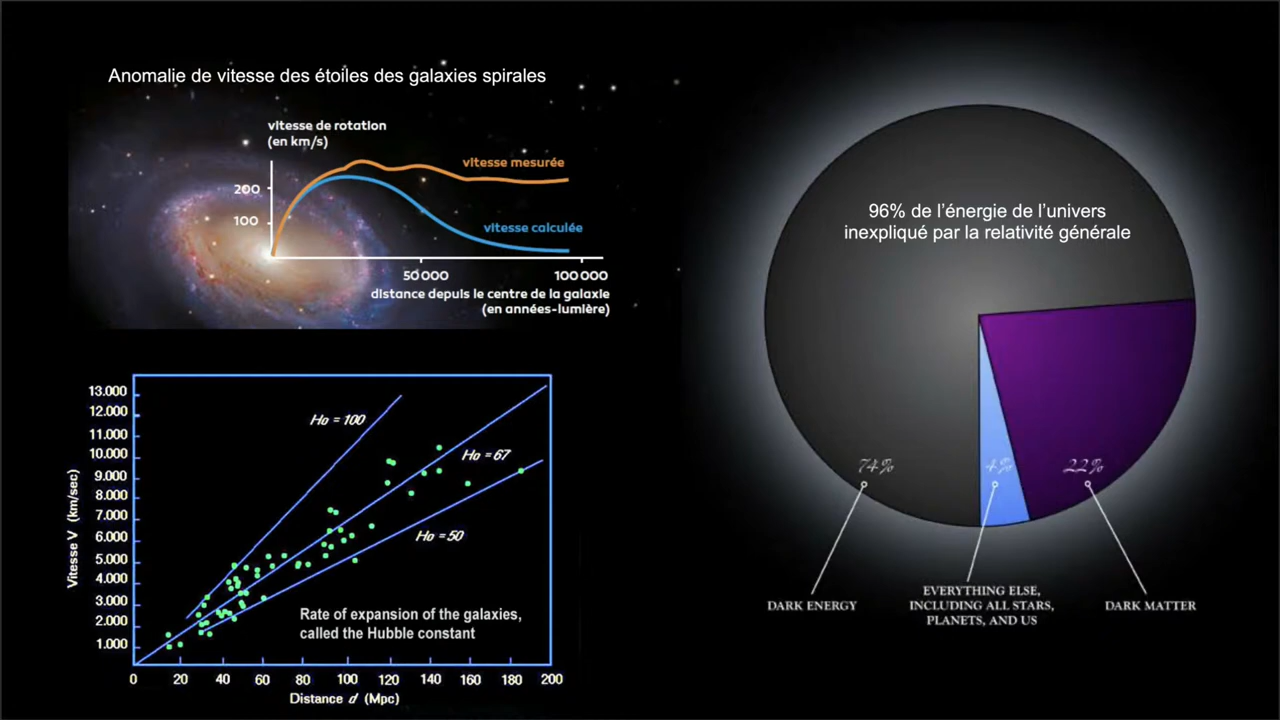 Anomalie de vitesse des étoiles des galaxies spirales
vitesse de rotation
(en km/s)
200
100
vitesse mesurée
vitesse calculée
50 000
100 000
distance depuis le centre de la galaxie
(en années-lumière)
13.000
12.000
11.000
10.000
9.000
8.000
7.000
6.000
5.000
4.000
3.000
2.000
1.000
Vitesse V (km/sec)
Ho = 100
Ho = 67
Ho = 50
Rate of expansion of the galaxies,
called the Hubble constant
0 20 40 60 80 100 120 140 160 180 200
Distance d (Mpc)
96% de l'énergie de l'univers
inexpliqué par la relativité générale
74%
4%
22%
DARK ENERGY
EVERYTHING ELSE,
INCLUDING ALL STARS,
PLANETS, AND US
DARK MATTER